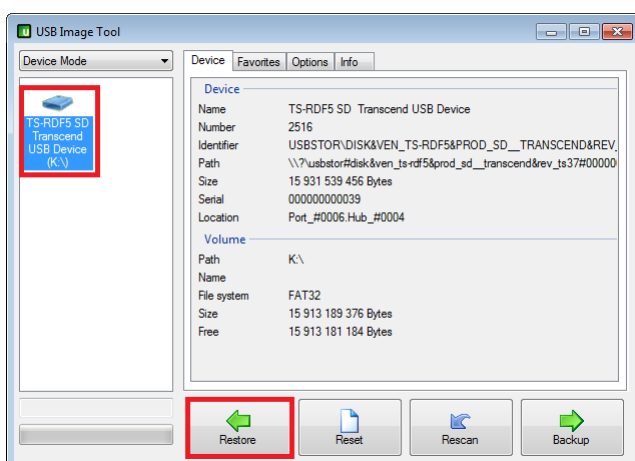 USB Image Tool
Device Mode
Device Favorites Options Info
TS-RDF5 SD
Transcend
USB Device
(K:\)
Device
Name TS-RDF5 SD Transcend USB Device
Number 2516
Identifier USBSTOR\DISK&VEN_TS-RDF5&PROD_SD__TRANSCEND&REV_
Path \\?\usbstor#disk&ven_ts-rdf5&prod_sd__transcend&rev_ts37#00000
Size 15 931 539 456 Bytes
Serial 000000000039
Location Port_#0006.Hub_#0004
Volume
Path K:\
Name
File system FAT32
Size 15 913 189 376 Bytes
Free 15 913 181 184 Bytes
Restore Reset Rescan Backup